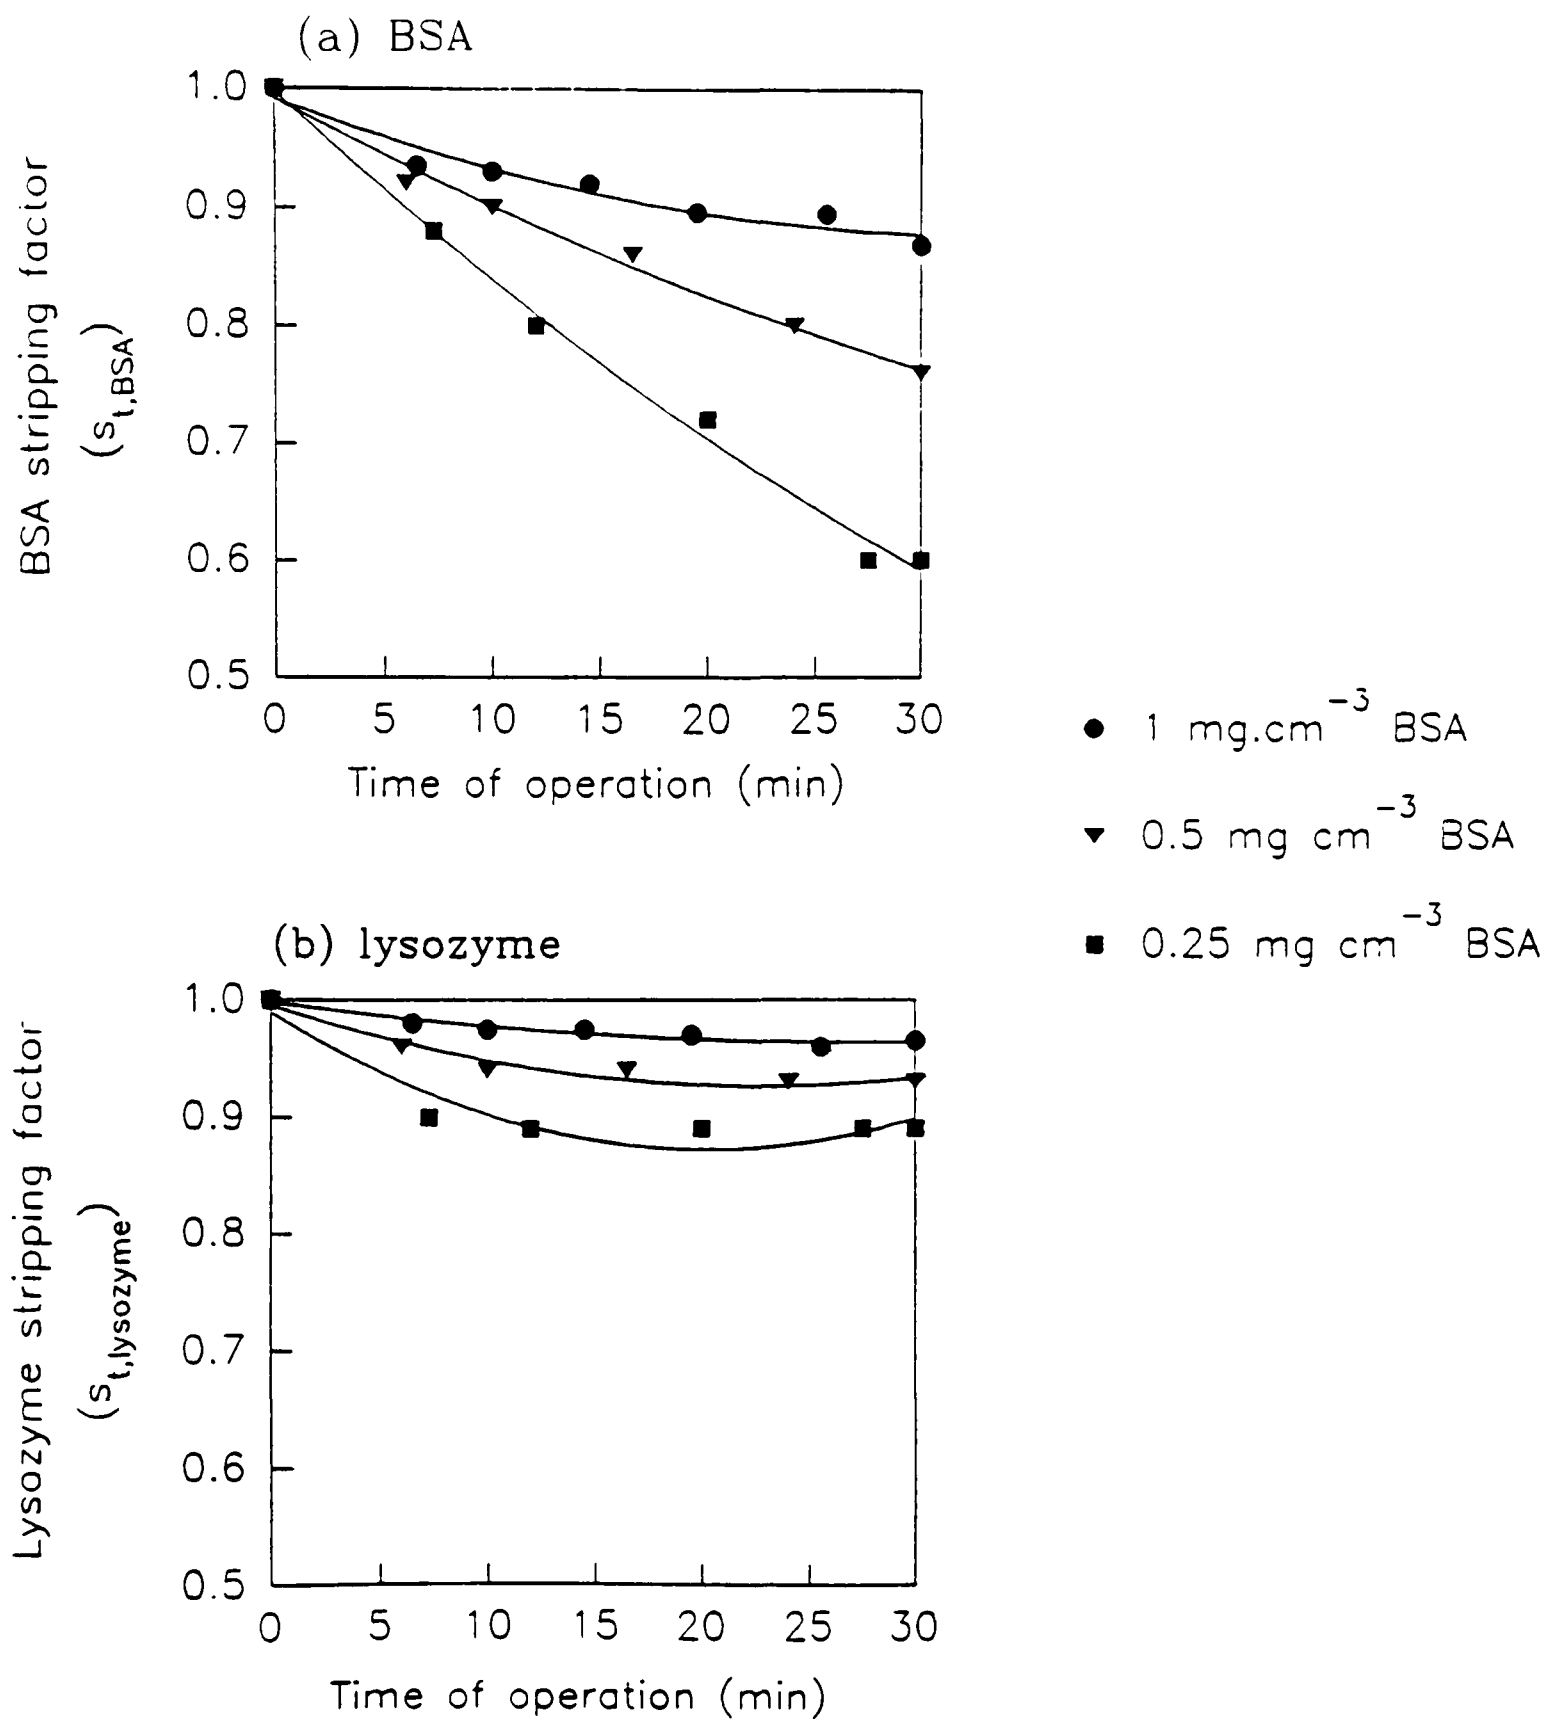 (a) BSA
BSA stripping factor
(s_t,BSA)
1.0
0.9
0.8
0.7
0.6
0.5
0 5 10 15 20 25 30
Time of operation (min)
1 mg.cm^-3 BSA
0.5 mg cm^-3 BSA
0.25 mg cm^-3 BSA
(b) lysozyme
Lysozyme stripping factor
(s_t,lysozyme)
1.0
0.9
0.8
0.7
0.6
0.5
0 5 10 15 20 25 30
Time of operation (min)